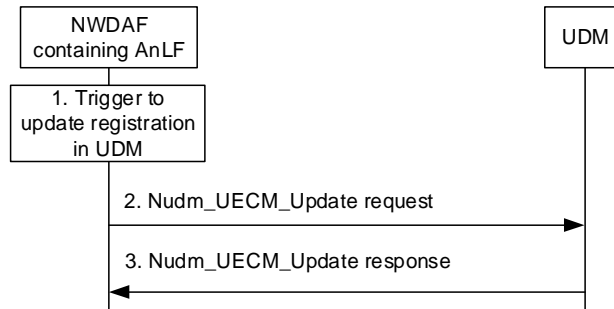 NWDAF
containing AnLF
UDM
1. Trigger to
update registration
in UDM
2. Nudm_UECM_Update request
3. Nudm_UECM_Update response